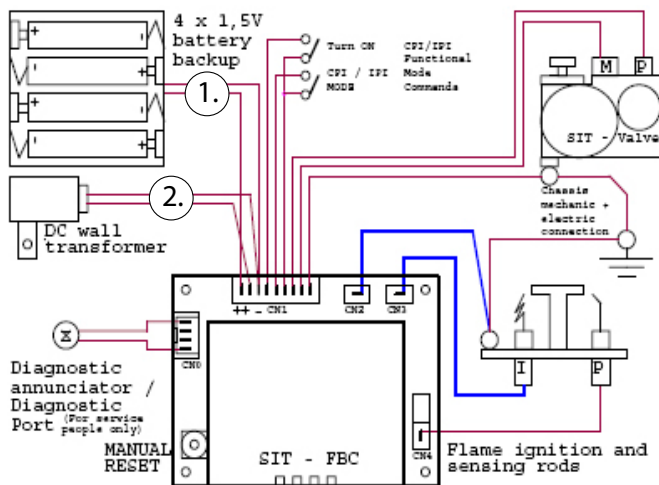 4 x 1,5V
battery
backup
1.
Turn ON
CPI / IPI
MODE
CPI/IPI
Functional
Mode
Commands
M
P
SIT - Valve
Chassis
mechanic +
electric
connection
2.
DC wall
transformer
++ - CN1
CN2
CN3
CN0
Diagnostic
annunciator /
Diagnostic
Port (For service
people only)
MANUAL
RESET
SIT - FBC
CN4
I
P
Flame ignition and
sensing rods